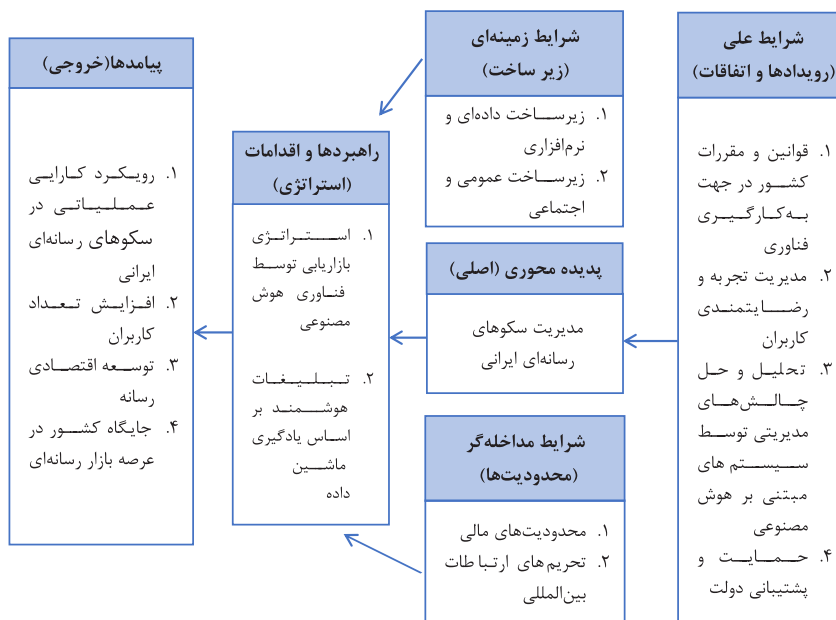 شرایط علی
(رویدادها و اتفاقات)
۱. قوانین و مقررات
کشور در جهت
به‌کارگیری
فناوری
۲. مدیریت تجربه و
رضایتمندی
کاربران
۳. تحلیل و حل
چالش‌های
مدیریتی توسط
سیستم های
مبتنی بر هوش
مصنوعی
۴. حمایت و
پشتیبانی دولت
شرایط زمینه‌ای
(زیر ساخت)
۱. زیرساخت داده‌ای و
نرم‌افزاری
۲. زیرساخت عمومی و
اجتماعی
پدیده محوری (اصلی)
مدیریت سکوهای
رسانه‌ای ایرانی
شرایط مداخله‌گر
(محدودیت‌ها)
۱. محدودیت‌های مالی
۲. تحریم های ارتباطات
بین‌المللی
راهبردها و اقدامات
(استراتژی)
۱. استراتژی
بازاریابی توسط
فناوری هوش
مصنوعی
۲. تبلیغات
هوشمند بر
اساس یادگیری
ماشین
داده
پیامدها(خروجی)
۱. رویکرد کارایی
عملیاتی در
سکوهای رسانه‌ای
ایرانی
۲. افزایش تعداد
کاربران
۳. توسعه اقتصادی
رسانه
۴. جایگاه کشور در
عرصه بازار رسانه‌ای